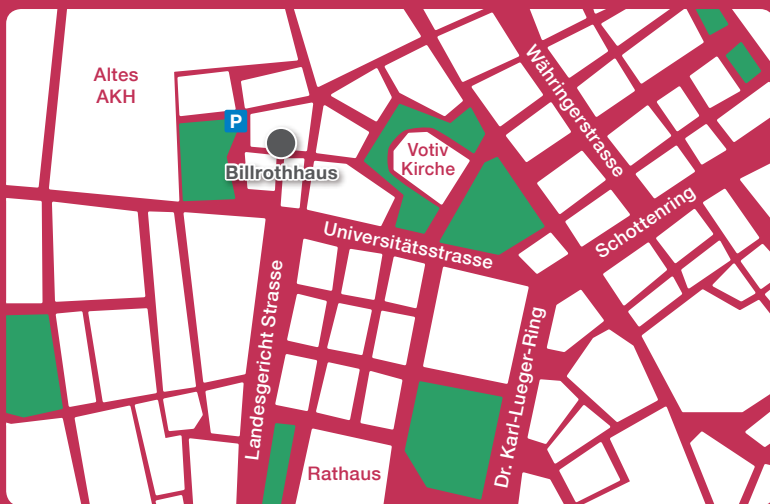 Altes
AKH
Währingerstrasse
P
Votiv
Kirche
Billrothhaus
Schottenring
Universitätsstrasse
Landesgericht Strasse
Dr. Karl-Lueger-Ring
Rathaus